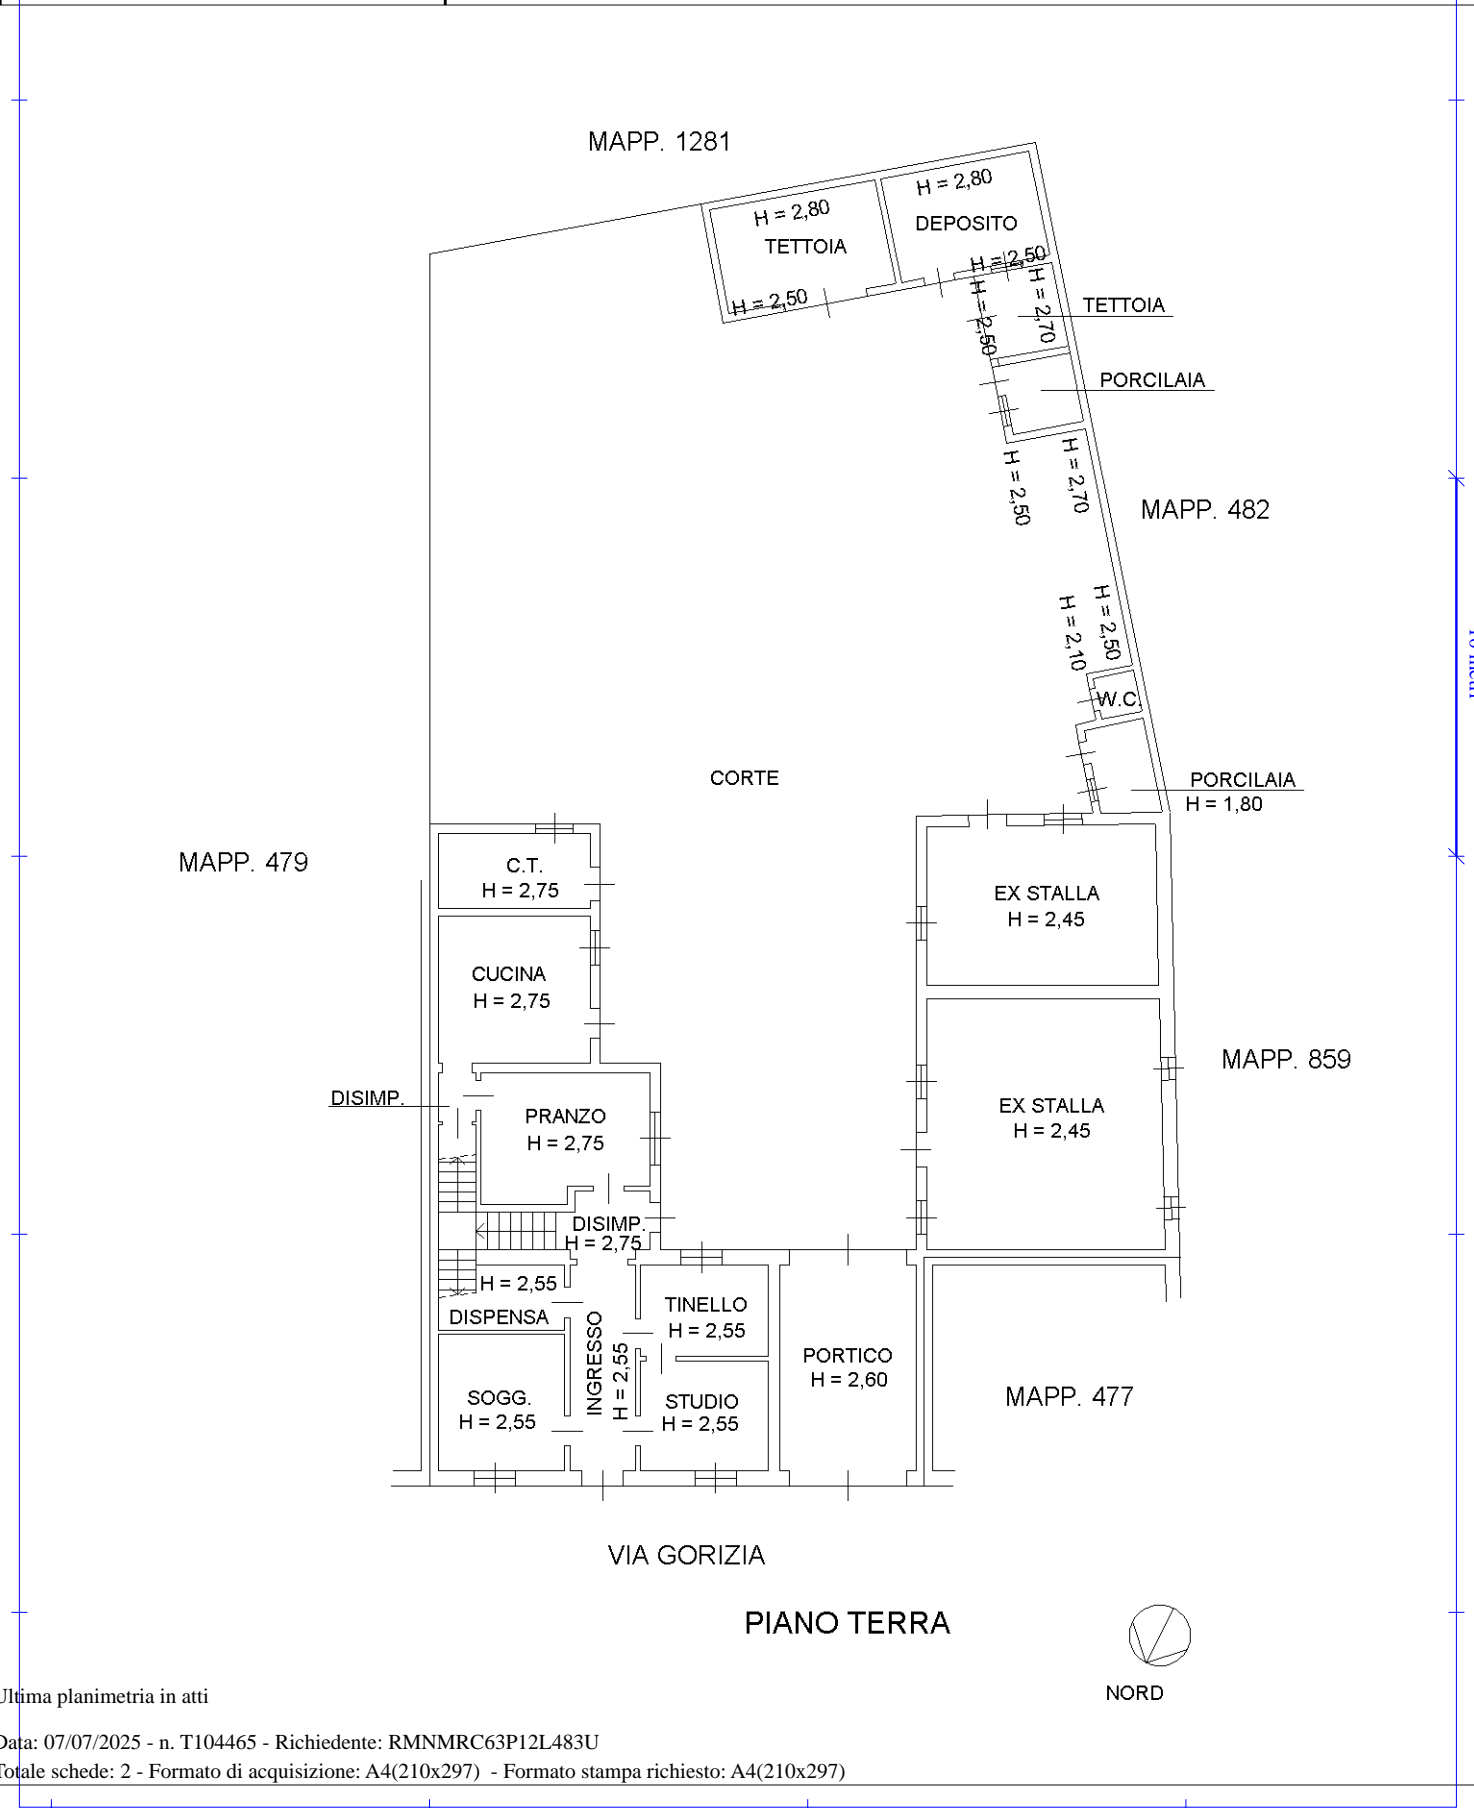 MAPP. 1281
H = 2,80
DEPOSITO
H = 2,80
TETTOIA
H = 2,50
H = 2,50
H = 2,50
H = 2,70
TETTOIA
PORCILAIA
H = 2,50
H = 2,70
MAPP. 482
H = 2,10
H = 2,50
W.C.
CORTE
PORCILAIA
H = 1,80
MAPP. 479
C.T.
H = 2,75
EX STALLA
H = 2,45
CUCINA
H = 2,75
MAPP. 859
DISIMP.
PRANZO
H = 2,75
EX STALLA
H = 2,45
DISIMP.
H = 2,75
H = 2,55
DISPENSA
INGRESSO
H = 2,55
TINELLO
H = 2,55
PORTICO
H = 2,60
SOGG.
H = 2,55
STUDIO
H = 2,55
MAPP. 477
VIA GORIZIA
PIANO TERRA
NORD
Ultima planimetria in atti
Data: 07/07/2025 - n. T104465 - Richiedente: RMNMRC63P12L483U
Totale schede: 2 - Formato di acquisizione: A4(210x297) - Formato stampa richiesto: A4(210x297)